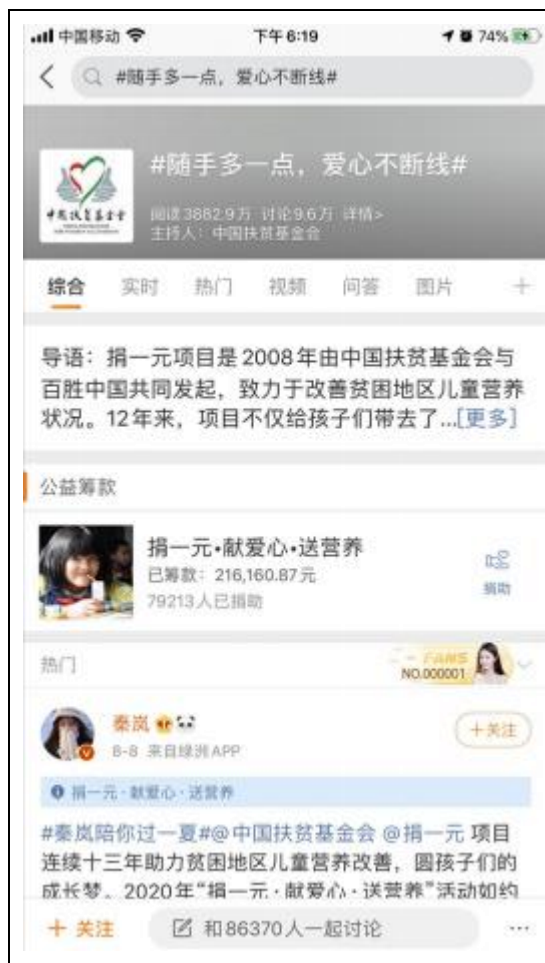 中国移动 下午6:19 74%
#随手多一点，爱心不断线#
#随手多一点，爱心不断线#
中国扶贫基金会
阅读3882.9万 讨论9.6万 详情>
主持人：中国扶贫基金会
综合 实时 热门 视频 问答 图片 +
导语：捐一元项目是2008年由中国扶贫基金会与
百胜中国共同发起，致力于改善贫困地区儿童营养
状况。12年来，项目不仅给孩子们带去了...[更多]
公益筹款
捐一元•献爱心•送营养
已筹款：216,160.87元
79213人已捐助
捐助
热门
FANS
NO.000001
秦岚
8-8 来自绿洲APP
+关注
捐一元·献爱心·送营养
#秦岚陪你过一夏#@中国扶贫基金会 @捐一元 项目
连续十三年助力贫困地区儿童营养改善，圆孩子们的
成长梦。2020年“捐一元·献爱心·送营养”活动如约
+ 关注 和86370人一起讨论 ...